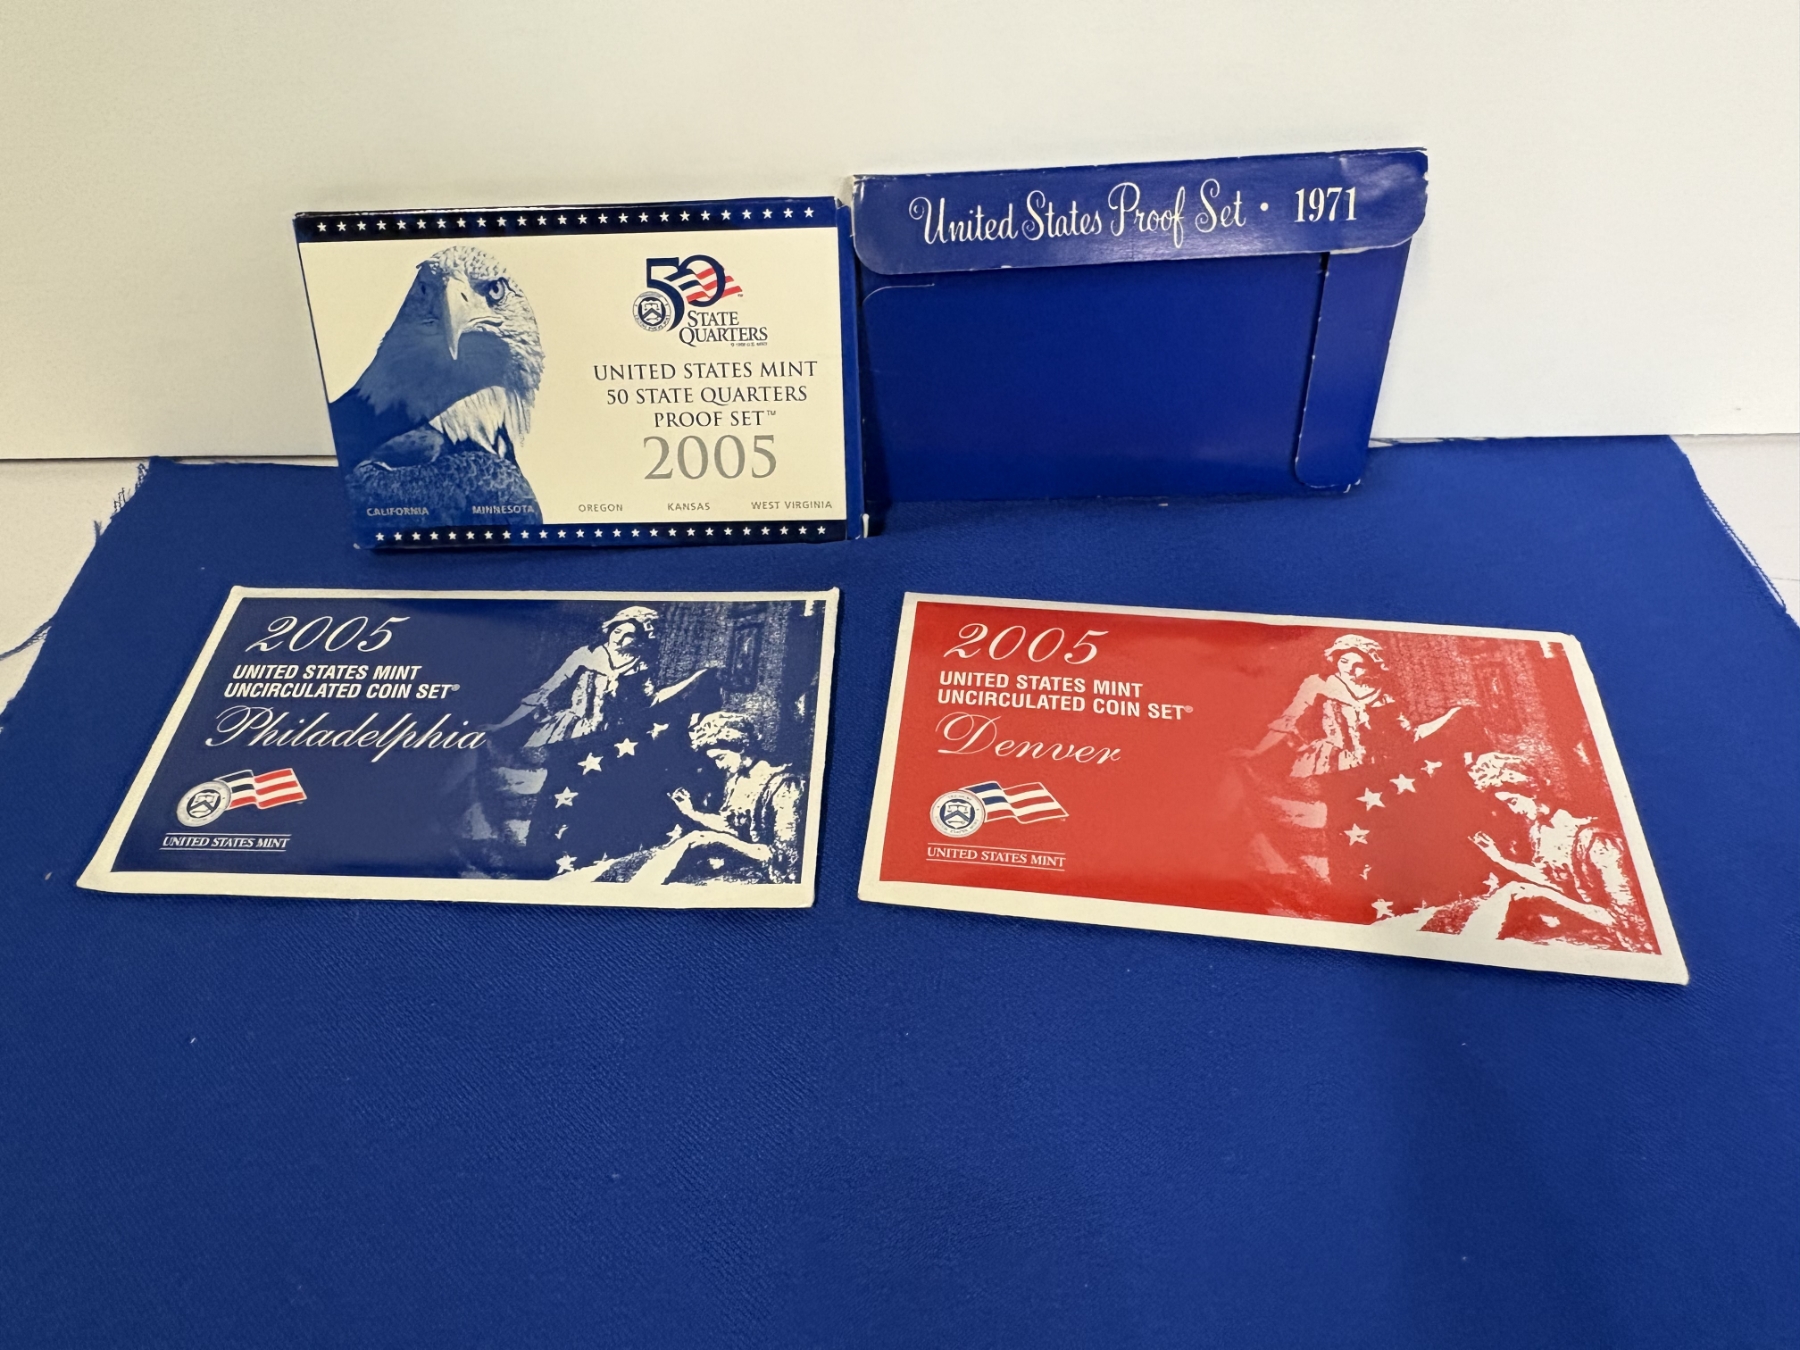 50
STATE
QUARTERS
UNITED STATES MINT
50 STATE QUARTERS
PROOF SET™
2005
CALIFORNIA MINNESOTA OREGON KANSAS WEST VIRGINIA
United States Proof Set · 1971
2005
UNITED STATES MINT
UNCIRCULATED COIN SET®
Philadelphia
UNITED STATES MINT
2005
UNITED STATES MINT
UNCIRCULATED COIN SET®
Denver
UNITED STATES MINT